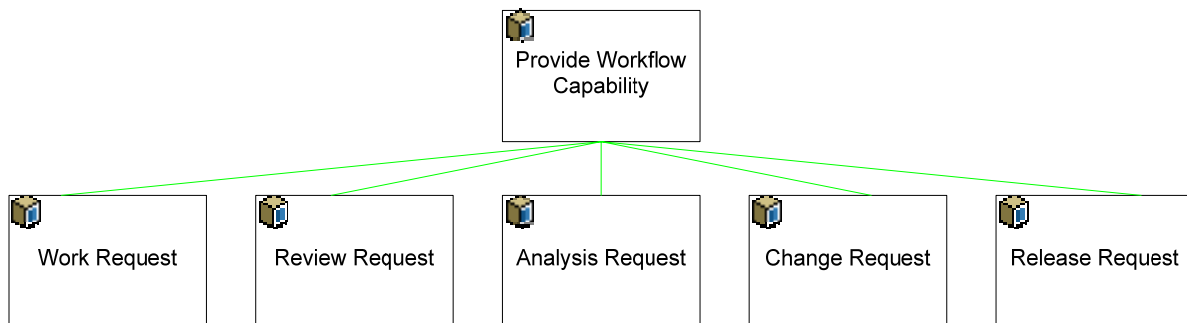 Provide Workflow
Capability
Work Request
Review Request
Analysis Request
Change Request
Release Request